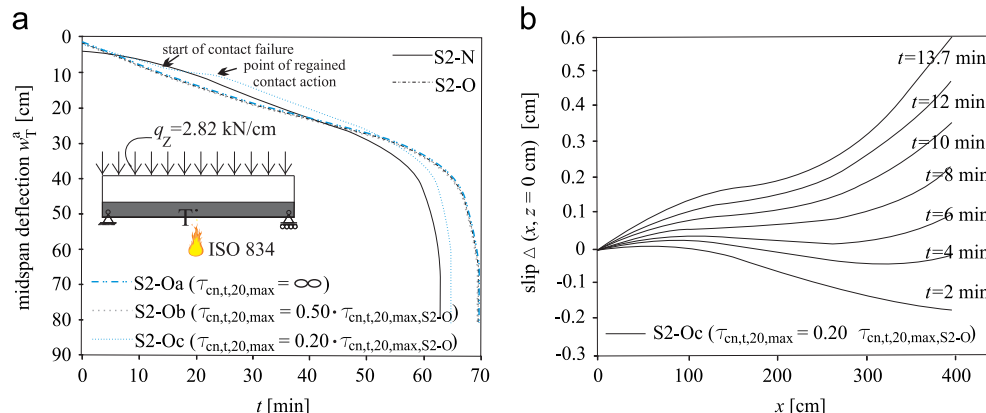 a
0
10
20
30
40
50
60
70
80
90
midspan deflection w_T^a [cm]
start of contact failure
point of regained
contact action
S2-N
S2-O
q_Z=2.82 kN/cm
T
ISO 834
S2-Oa (τ_cn,t,20,max = ∞)
S2-Ob (τ_cn,t,20,max = 0.50 · τ_cn,t,20,max,S2-O)
S2-Oc (τ_cn,t,20,max = 0.20 · τ_cn,t,20,max,S2-O)
0 10 20 30 40 50 60 70
t [min]
b
0.6
0.5
0.4
0.3
0.2
0.1
0
-0.1
-0.2
-0.3
slip Δ (x, z = 0 cm) [cm]
t=13.7 min
t=12 min
t=10 min
t=8 min
t=6 min
t=4 min
t=2 min
S2-Oc (τ_cn,t,20,max = 0.20 τ_cn,t,20,max,S2-O)
0 100 200 300 400
x [cm]